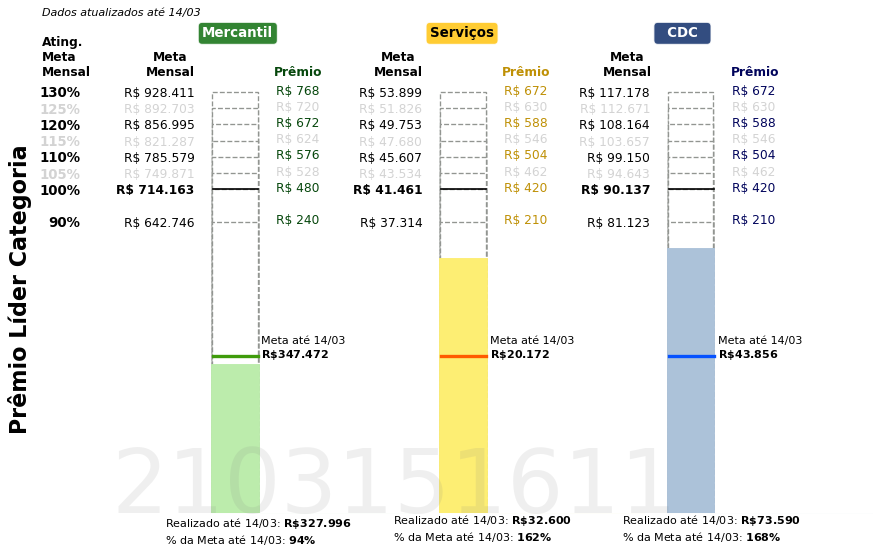 Dados atualizados até 14/03
Mercantil Serviços CDC
Ating. Meta Mensal Meta Mensal Prêmio Meta Mensal Prêmio Meta Mensal Prêmio
130% R$ 928.411 R$ 768 R$ 53.899 R$ 672 R$ 117.178 R$ 672
125% R$ 892.703 R$ 720 R$ 51.826 R$ 630 R$ 112.671 R$ 630
120% R$ 856.995 R$ 672 R$ 49.753 R$ 588 R$ 108.164 R$ 588
115% R$ 821.287 R$ 624 R$ 47.680 R$ 546 R$ 103.657 R$ 546
110% R$ 785.579 R$ 576 R$ 45.607 R$ 504 R$ 99.150 R$ 504
105% R$ 749.871 R$ 528 R$ 43.534 R$ 462 R$ 94.643 R$ 462
100% R$ 714.163 R$ 480 R$ 41.461 R$ 420 R$ 90.137 R$ 420
90% R$ 642.746 R$ 240 R$ 37.314 R$ 210 R$ 81.123 R$ 210
Prêmio Líder Categoria
Meta até 14/03 Meta até 14/03 Meta até 14/03
R$347.472 R$20.172 R$43.856
2103151611
Realizado até 14/03: R$327.996 Realizado até 14/03: R$32.600 Realizado até 14/03: R$73.590
% da Meta até 14/03: 94% % da Meta até 14/03: 162% % da Meta até 14/03: 168%